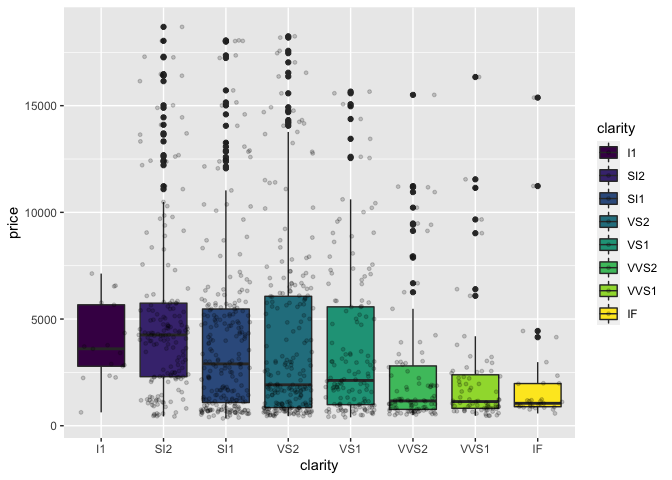 15000
10000
5000
0
price
I1 SI2 SI1 VS2 VS1 VVS2 VVS1 IF
clarity
clarity
I1
SI2
SI1
VS2
VS1
VVS2
VVS1
IF